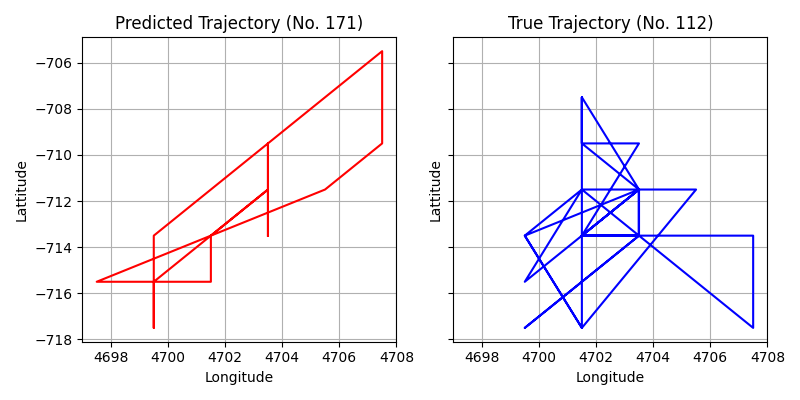 Predicted Trajectory (No. 171)
True Trajectory (No. 112)
−706
−708
−710
−712
−714
−716
−718
Lattitude
Lattitude
4698 4700 4702 4704 4706 4708
4698 4700 4702 4704 4706 4708
Longitude
Longitude